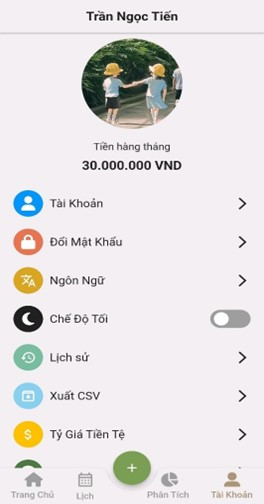 Trần Ngọc Tiến
Tiền hàng tháng
30.000.000 VND
Tài Khoản
Đổi Mật Khẩu
Ngôn Ngữ
Chế Độ Tối
Lịch sử
Xuất CSV
Tỷ Giá Tiền Tệ
Trang Chủ
Lịch
Phân Tích
Tài Khoản